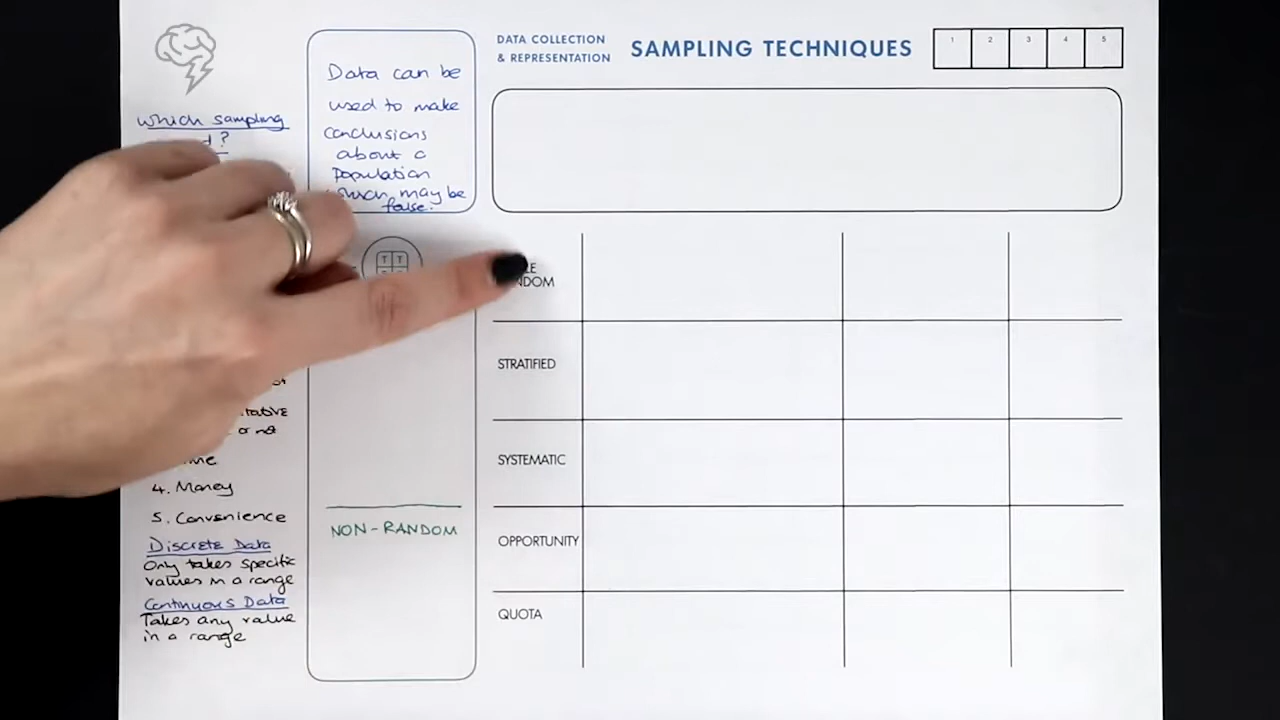 which sampling
?
4. Money
5. Convenience
Discrete Data
Only takes specific
values in a range
Continuous Data
Takes any value
in a range
Data can be
used to make
conclusions
about a
population
which may be
false.
T T
NON-RANDOM
DATA COLLECTION
& REPRESENTATION
SAMPLING TECHNIQUES
1 2 3 4 5
STRATIFIED
SYSTEMATIC
OPPORTUNITY
QUOTA